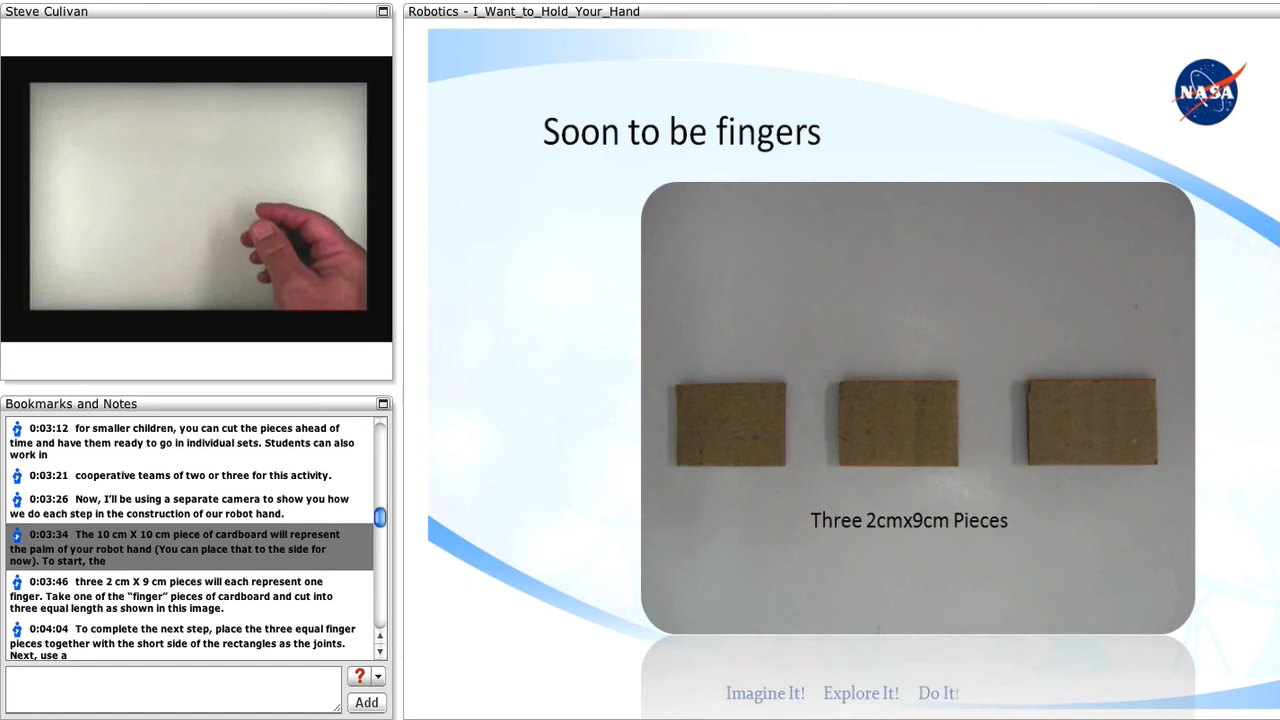 Steve Culivan
Robotics - I_Want_to_Hold_Your_Hand
NASA
Soon to be fingers
Three 2cmx9cm Pieces
Imagine It! Explore It! Do It!
Bookmarks and Notes
0:03:12 for smaller children, you can cut the pieces ahead of
time and have them ready to go in individual sets. Students can also
work in
0:03:21 cooperative teams of two or three for this activity.
0:03:26 Now, I'll be using a separate camera to show you how
we do each step in the construction of our robot hand.
0:03:34 The 10 cm X 10 cm piece of cardboard will represent
the palm of your robot hand (You can place that to the side for
now). To start, the
0:03:46 three 2 cm X 9 cm pieces will each represent one
finger. Take one of the “finger” pieces of cardboard and cut into
three equal length as shown in this image.
0:04:04 To complete the next step, place the three equal finger
pieces together with the short side of the rectangles as the joints.
Next, use a
?
Add